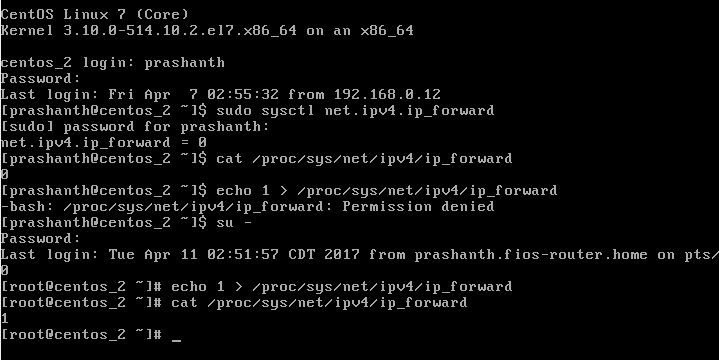 CentOS Linux 7 (Core)
Kernel 3.10.0-514.10.2.el7.x86_64 on an x86_64
centos_2 login: prashanth
Password:
Last login: Fri Apr  7 02:55:32 from 192.168.0.12
[prashanth@centos_2 ~]$ sudo sysctl net.ipv4.ip_forward
[sudo] password for prashanth:
net.ipv4.ip_forward = 0
[prashanth@centos_2 ~]$ cat /proc/sys/net/ipv4/ip_forward
0
[prashanth@centos_2 ~]$ echo 1 > /proc/sys/net/ipv4/ip_forward
-bash: /proc/sys/net/ipv4/ip_forward: Permission denied
[prashanth@centos_2 ~]$ su -
Password:
Last login: Tue Apr 11 02:51:57 CDT 2017 from prashanth.fios-router.home on pts/
0
[root@centos_2 ~]# echo 1 > /proc/sys/net/ipv4/ip_forward
[root@centos_2 ~]# cat /proc/sys/net/ipv4/ip_forward
1
[root@centos_2 ~]# _